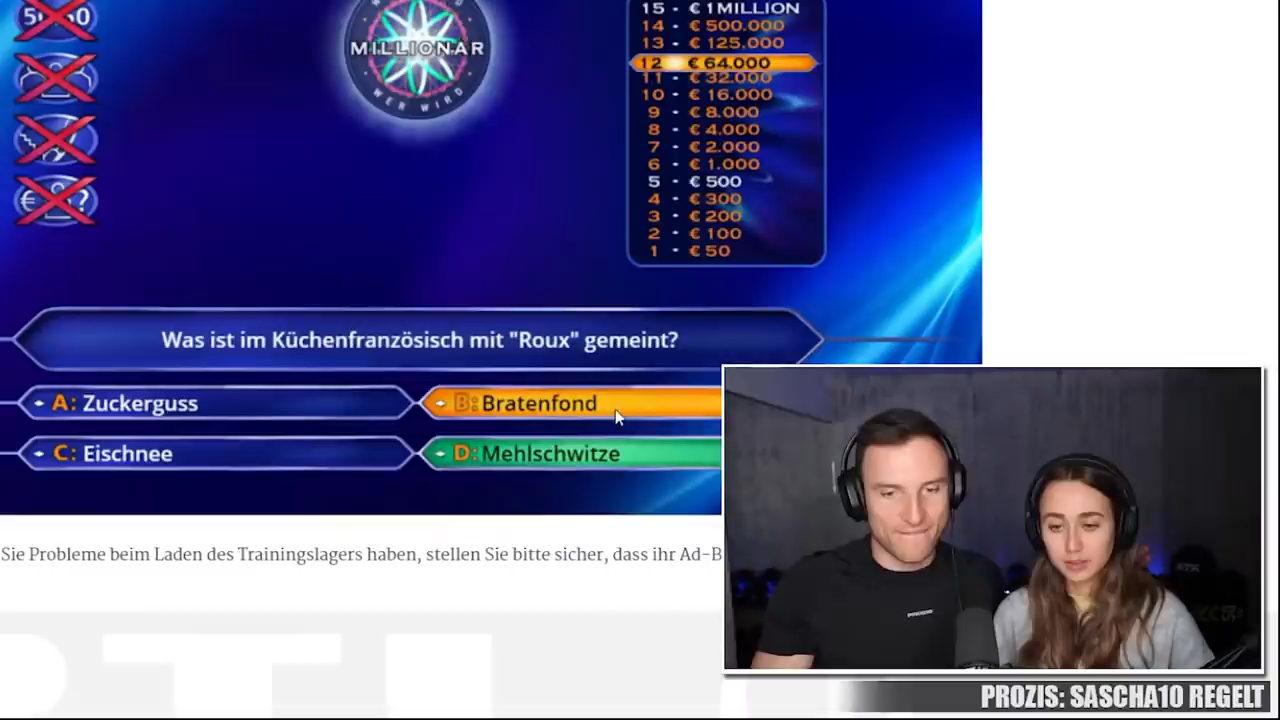 50
MILLIONÄR
WER WIRD
€ ?
15 - € 1 MILLION
14 - € 500.000
13 - € 125.000
12 € 64.000
11 - € 32.000
10 - € 16.000
9 - € 8.000
8 - € 4.000
7 - € 2.000
6 - € 1.000
5 - € 500
4 - € 300
3 - € 200
2 - € 100
1 - € 50
Was ist im Küchenfranzösisch mit "Roux" gemeint?
A: Zuckerguss
B: Bratenfond
C: Eischnee
D: Mehlschwitze
Sie Probleme beim Laden des Trainingslagers haben, stellen Sie bitte sicher, dass ihr Ad-B
RTL
PROZIS: SASCHA10 REGELT